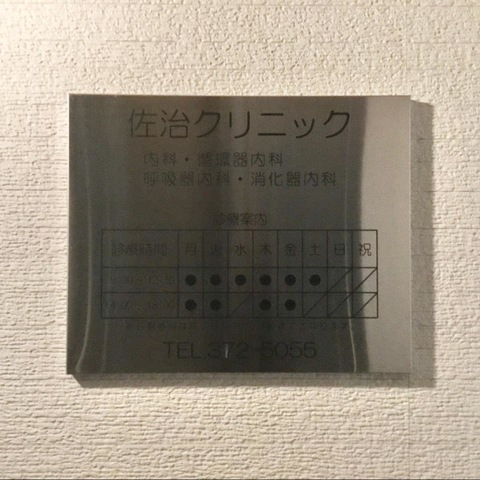 佐治クリニック
内科・循環器内科
呼吸器内科・消化器内科
診療案内
診療時間 月 火 水 木 金 土 日 祝
● ● ● ● ● ●
● ● ● ●
TEL.372-5055